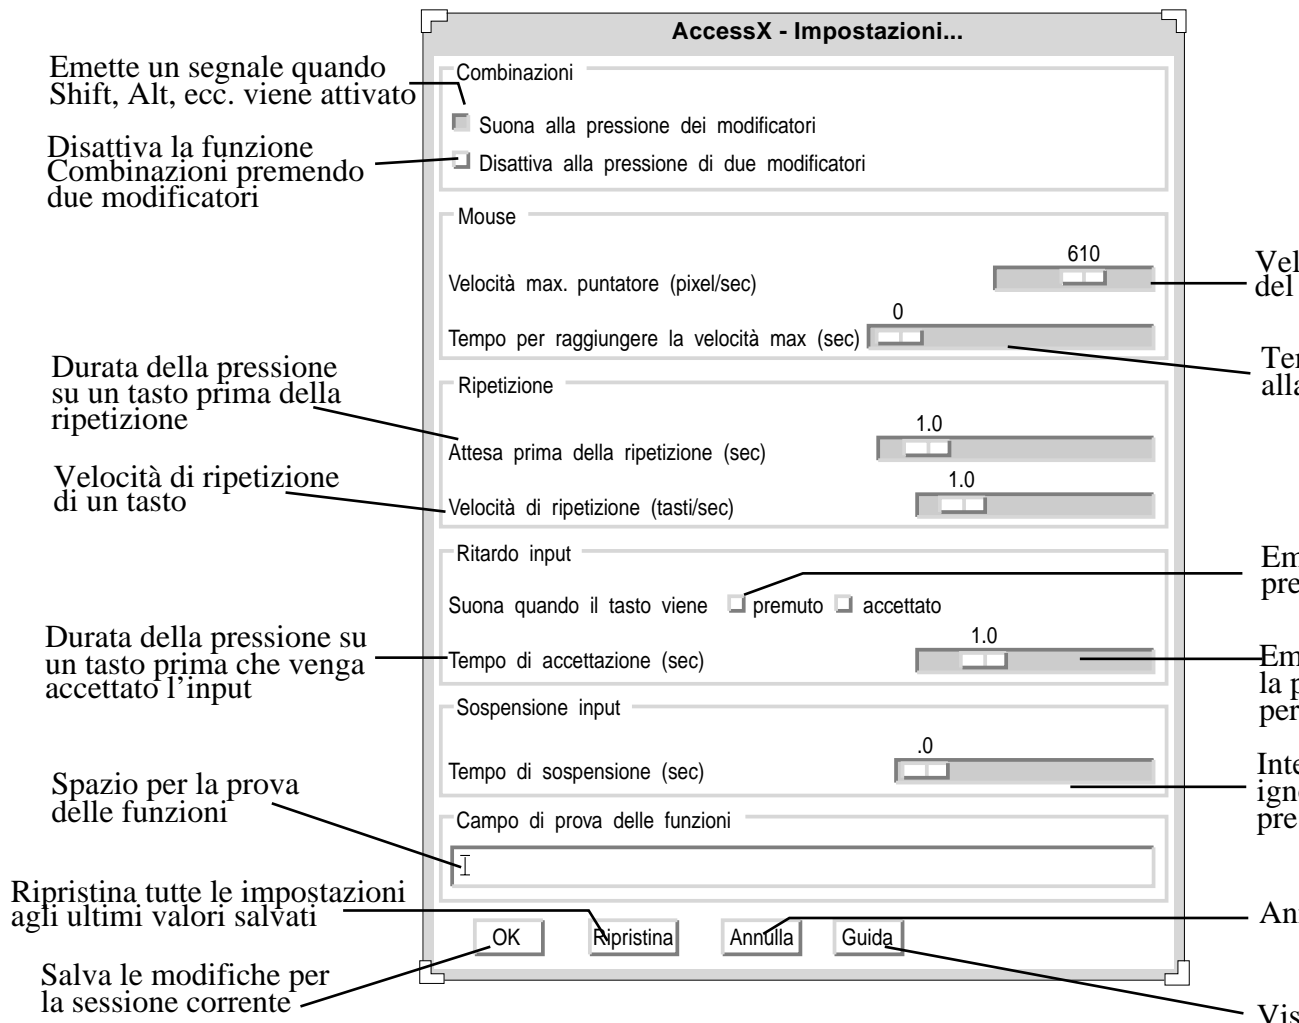 AccessX - Impostazioni...
Emette un segnale quando
Shift, Alt, ecc. viene attivato
Disattiva la funzione
Combinazioni premendo
due modificatori
Combinazioni
Suona alla pressione dei modificatori
Disattiva alla pressione di due modificatori
Mouse
610
Velocità max. puntatore (pixel/sec)
del
0
Tempo per raggiungere la velocità max (sec)
Durata della pressione
su un tasto prima della
ripetizione
Ripetizione
1.0
Attesa prima della ripetizione (sec)
Velocità di ripetizione
di un tasto
1.0
Velocità di ripetizione (tasti/sec)
Ritardo input
Suona quando il tasto viene premuto accettato
Durata della pressione su
un tasto prima che venga
accettato l'input
1.0
Tempo di accettazione (sec)
la
per
Sospensione input
.0
Tempo di sospensione (sec)
Spazio per la prova
delle funzioni
Campo di prova delle funzioni
Ripristina tutte le impostazioni
agli ultimi valori salvati
OK Ripristina Annulla Guida
Salva le modifiche per
la sessione corrente